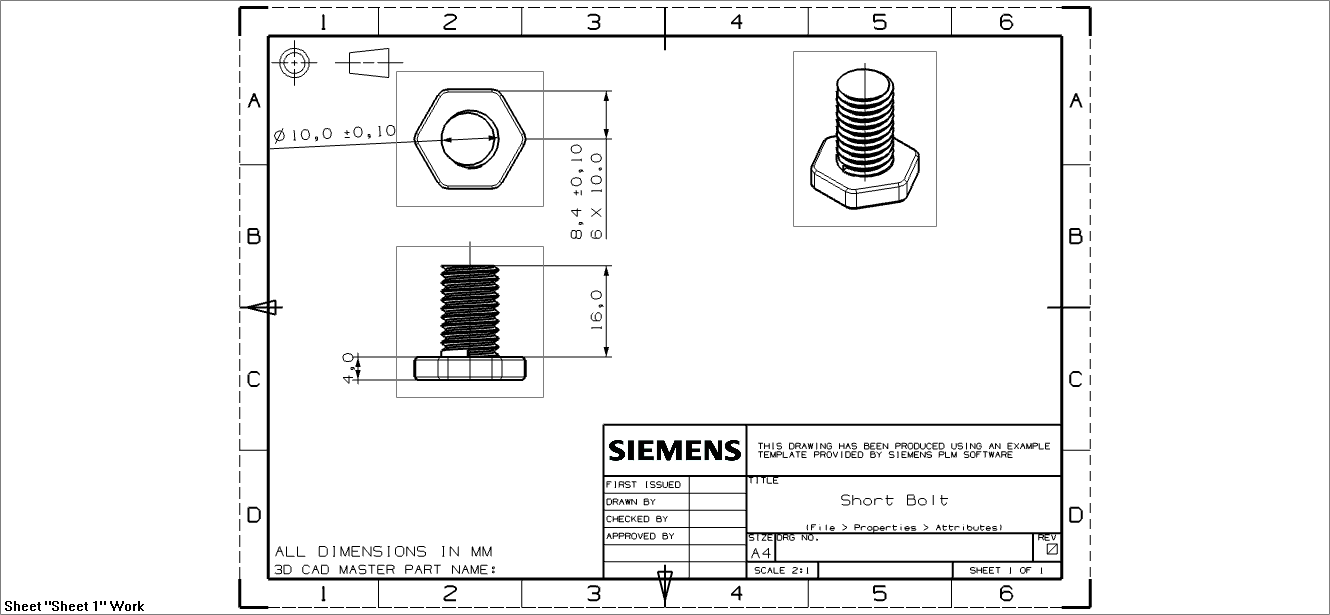 1 2 3 4 5 6
A A
Ø10,0 ±0,10
8,4 ±0,10
6 X 10.0
B B
16,0
4,0
C C
SIEMENS
THIS DRAWING HAS BEEN PRODUCED USING AN EXAMPLE
TEMPLATE PROVIDED BY SIEMENS PLM SOFTWARE
FIRST ISSUED
DRAWN BY
CHECKED BY
APPROVED BY
TITLE
Short Bolt
(File > Properties > Attributes)
SIZE DRG NO. REV
A4
SCALE 2:1 SHEET 1 OF 1
D D
ALL DIMENSIONS IN MM
3D CAD MASTER PART NAME:
1 2 3 4 5 6
Sheet "Sheet 1" Work